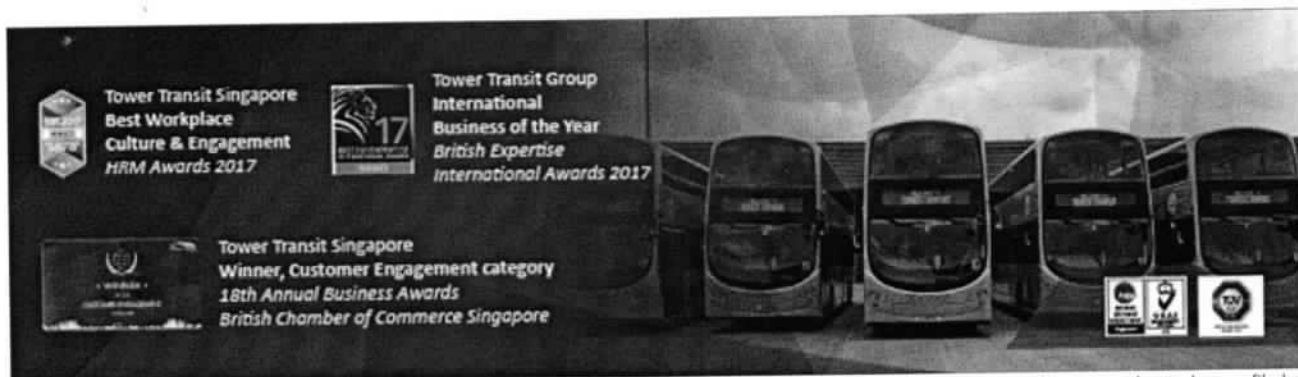 Tower Transit Singapore
Best Workplace
Culture & Engagement
HRM Awards 2017
17
Tower Transit Group
International
Business of the Year
British Expertise
International Awards 2017
Tower Transit Singapore
Winner, Customer Engagement category
18th Annual Business Awards
British Chamber of Commerce Singapore
TÜV